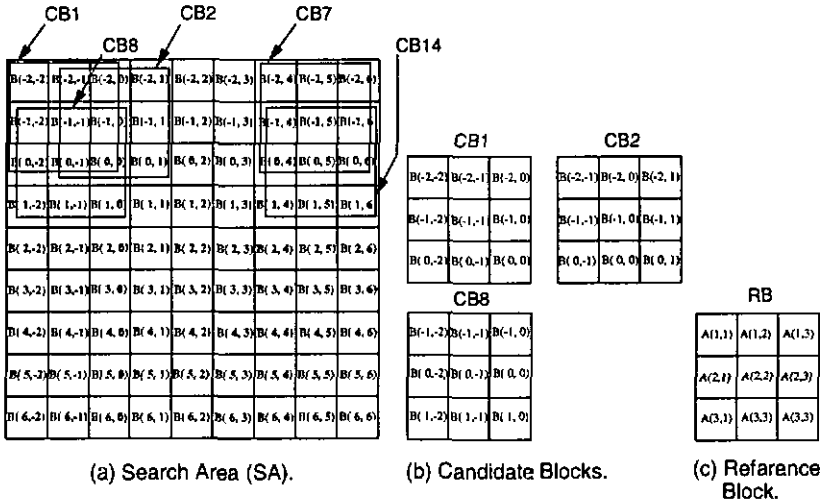 CB1 CB2 CB7
CB8 CB14
B(-2,-2) B(-2,-1) B(-2, 0) B(-2, 1) B(-2, 2) B(-2, 3) B(-2, 4) B(-2, 5) B(-2, 6)
B(-1,-2) B(-1,-1) B(-1, 0) B(-1, 1) B(-1, 2) B(-1, 3) B(-1, 4) B(-1, 5) B(-1, 6)
B( 0,-2) B( 0,-1) B( 0, 0) B( 0, 1) B( 0, 2) B( 0, 3) B( 0, 4) B( 0, 5) B( 0, 6)
B( 1,-2) B( 1,-1) B( 1, 0) B( 1, 1) B( 1, 2) B( 1, 3) B( 1, 4) B( 1, 5) B( 1, 6)
B( 2,-2) B( 2,-1) B( 2, 0) B( 2, 1) B( 2, 2) B( 2, 3) B( 2, 4) B( 2, 5) B( 2, 6)
B( 3,-2) B( 3,-1) B( 3, 0) B( 3, 1) B( 3, 2) B( 3, 3) B( 3, 4) B( 3, 5) B( 3, 6)
B( 4,-2) B( 4,-1) B( 4, 0) B( 4, 1) B( 4, 2) B( 4, 3) B( 4, 4) B( 4, 5) B( 4, 6)
B( 5,-2) B( 5,-1) B( 5, 0) B( 5, 1) B( 5, 2) B( 5, 3) B( 5, 4) B( 5, 5) B( 5, 6)
B( 6,-2) B( 6,-1) B( 6, 0) B( 6, 1) B( 6, 2) B( 6, 3) B( 6, 4) B( 6, 5) B( 6, 6)
(a) Search Area (SA).
CB1
B(-2,-2) B(-2,-1) B(-2, 0)
B(-1,-2) B(-1,-1) B(-1, 0)
B( 0,-2) B( 0,-1) B( 0, 0)
CB2
B(-2,-1) B(-2, 0) B(-2, 1)
B(-1,-1) B(-1, 0) B(-1, 1)
B( 0,-1) B( 0, 0) B( 0, 1)
CB8
B(-1,-2) B(-1,-1) B(-1, 0)
B( 0,-2) B( 0,-1) B( 0, 0)
B( 1,-2) B( 1,-1) B( 1, 0)
(b) Candidate Blocks.
RB
A(1,1) A(1,2) A(1,3)
A(2,1) A(2,2) A(2,3)
A(3,1) A(3,3) A(3,3)
(c) Refarance
Block.